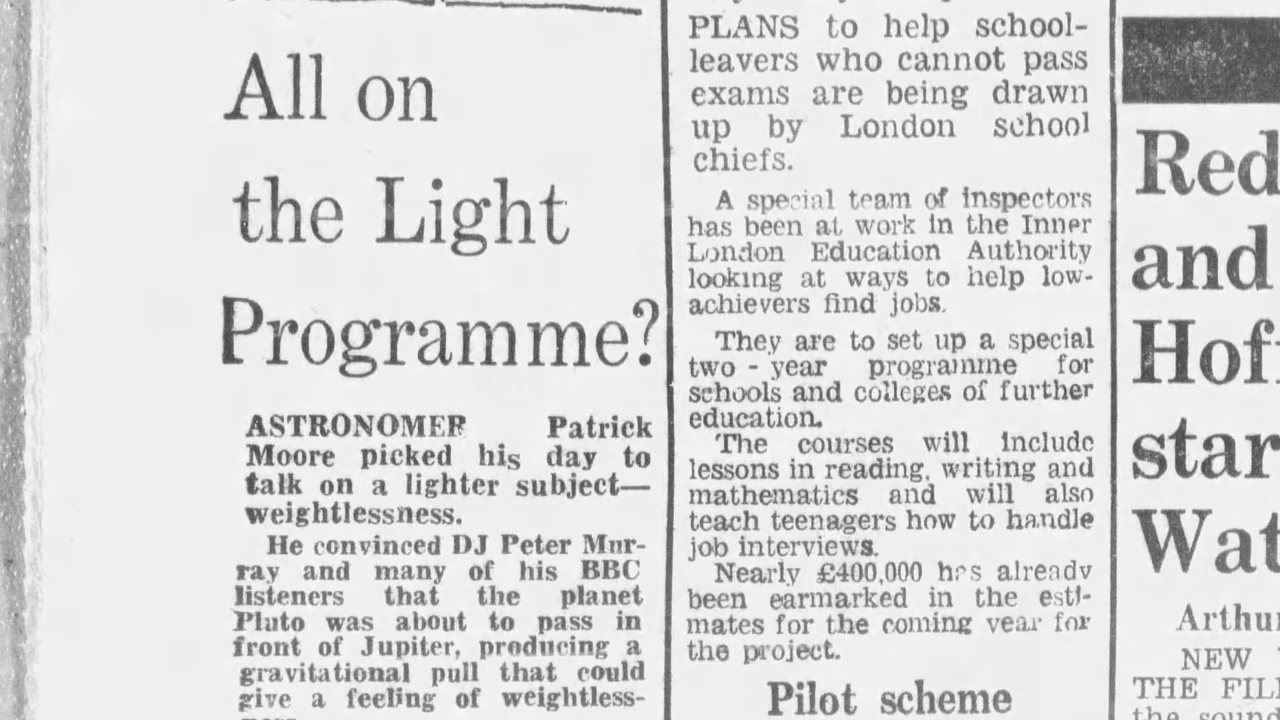 All on
the Light
Programme?
ASTRONOMER Patrick
Moore picked his day to
talk on a lighter subject—
weightlessness.
He convinced DJ Peter Mur-
ray and many of his BBC
listeners that the planet
Pluto was about to pass in
front of Jupiter, producing a
gravitational pull that could
give a feeling of weightless-
PLANS to help school-
leavers who cannot pass
exams are being drawn
up by London school
chiefs.
A special team of inspectors
has been at work in the Inner
London Education Authority
looking at ways to help low-
achievers find jobs.
They are to set up a special
two - year programme for
schools and colleges of further
education.
The courses will include
lessons in reading, writing and
mathematics and will also
teach teenagers how to handle
job interviews.
Nearly £400,000 has already
been earmarked in the esti-
mates for the coming year for
the project.
Pilot scheme
Red
and
Hof
star
Wat
Arthu
NEW
THE FIL
the sound